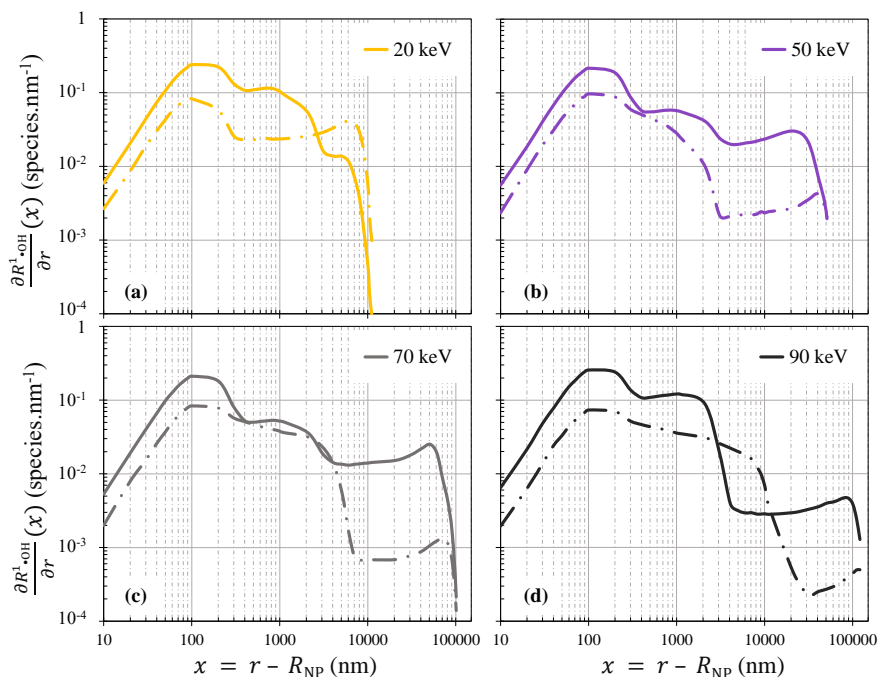 1
10⁻¹
10⁻²
10⁻³
10⁻⁴
∂R¹•OH/∂r (x) (species.nm⁻¹)
20 keV
(a)
50 keV
(b)
1
10⁻¹
10⁻²
10⁻³
10⁻⁴
∂R¹•OH/∂r (x) (species.nm⁻¹)
70 keV
(c)
90 keV
(d)
10 100 1000 10000 100000
10 100 1000 10000 100000
x = r − R_NP (nm)
x = r − R_NP (nm)